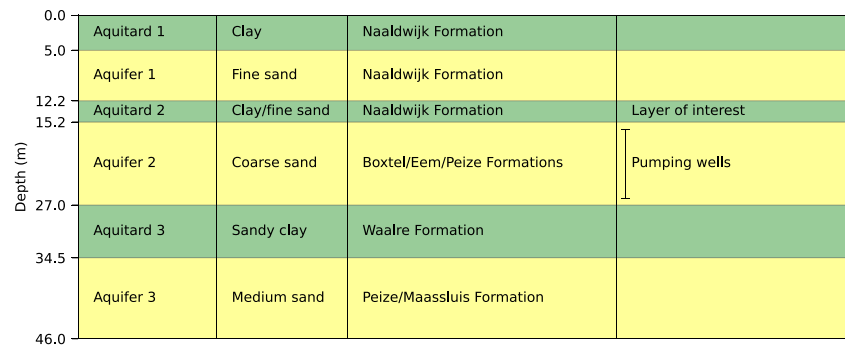 0.0
Aquitard 1 Clay Naaldwijk Formation
5.0
Aquifer 1 Fine sand Naaldwijk Formation
12.2
Aquitard 2 Clay/fine sand Naaldwijk Formation Layer of interest
15.2
Aquifer 2 Coarse sand Boxtel/Eem/Peize Formations Pumping wells
Depth (m)
27.0
Aquitard 3 Sandy clay Waalre Formation
34.5
Aquifer 3 Medium sand Peize/Maassluis Formation
46.0